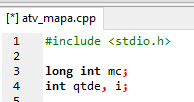 [*] atv_mapa.cpp
1 #include <stdio.h>
2
3 long int mc;
4 int qtde, i;